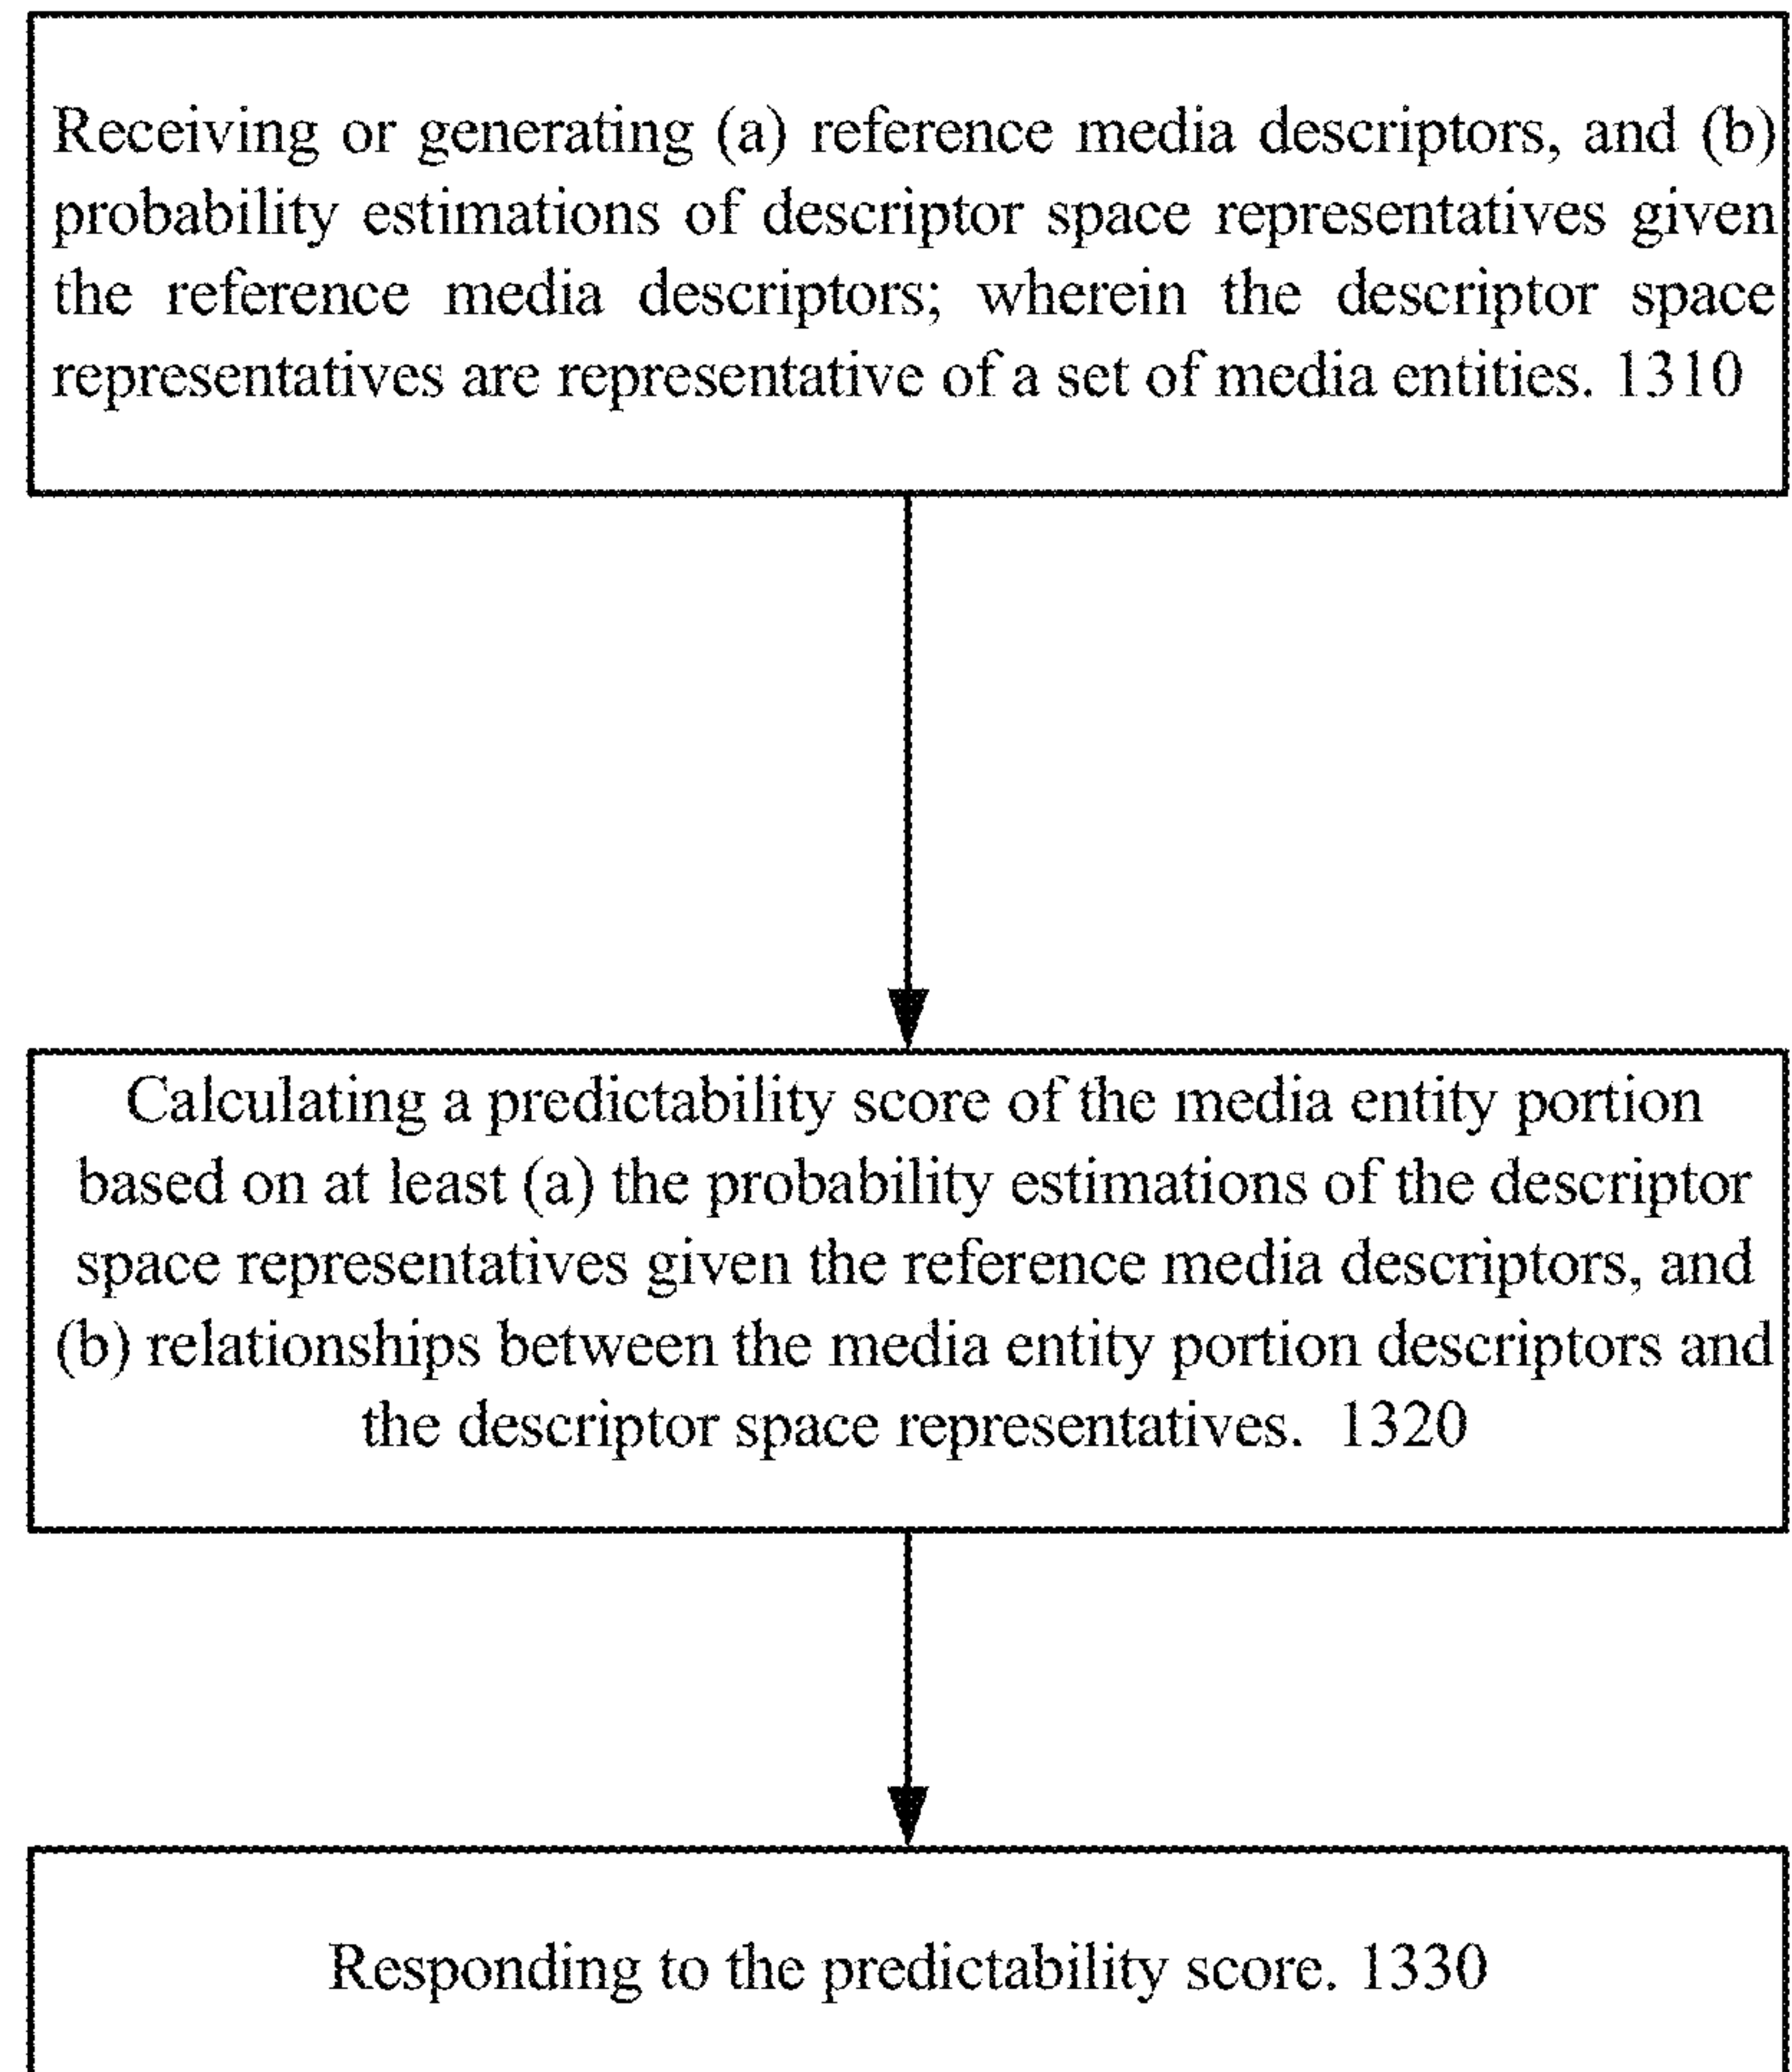 Receiving or generating (a) reference media descriptors, and (b)
probability estimations of descriptor space representatives given
the reference media descriptors; wherein the descriptor space
representatives are representative of a set of media entities. 1310
Calculating a predictability score of the media entity portion
based on at least (a) the probability estimations of the descriptor
space representatives given the reference media descriptors, and
(b) relationships between the media entity portion descriptors and
the descriptor space representatives. 1320
Responding to the predictability score. 1330